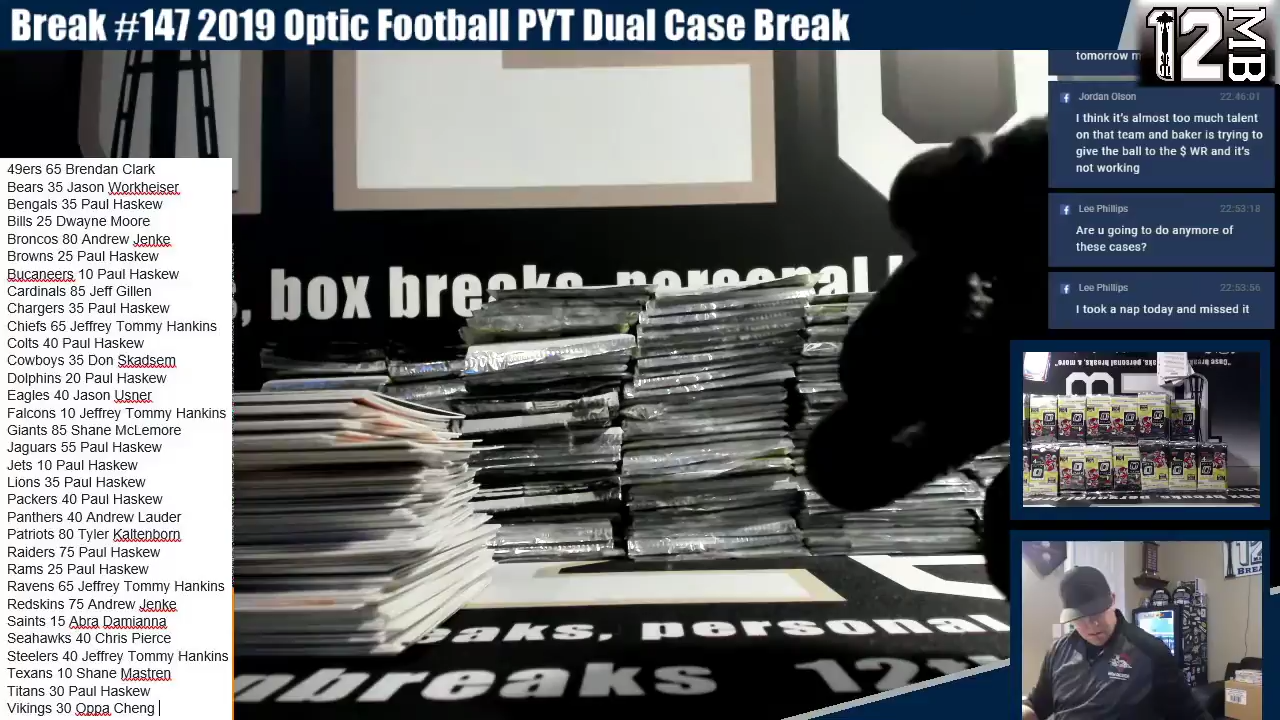 Break #147 2019 Optic Football PYT Dual Case Break
12
MB
tomorrow m
Jordan Olson 22:46:01
I think it's almost too much talent
on that team and baker is trying to
give the ball to the $ WR and it's
not working
Lee Phillips 22:53:18
Are u going to do anymore of
these cases?
Lee Phillips 22:53:56
I took a nap today and missed it
49ers 65 Brendan Clark
Bears 35 Jason Workheiser
Bengals 35 Paul Haskew
Bills 25 Dwayne Moore
Broncos 80 Andrew Jenke
Browns 25 Paul Haskew
Bucaneers 10 Paul Haskew
Cardinals 85 Jeff Gillen
Chargers 35 Paul Haskew
Chiefs 65 Jeffrey Tommy Hankins
Colts 40 Paul Haskew
Cowboys 35 Don Skadsem
Dolphins 20 Paul Haskew
Eagles 40 Jason Usner
Falcons 10 Jeffrey Tommy Hankins
Giants 85 Shane McLemore
Jaguars 55 Paul Haskew
Jets 10 Paul Haskew
Lions 35 Paul Haskew
Packers 40 Paul Haskew
Panthers 40 Andrew Lauder
Patriots 80 Tyler Kaltenborn
Raiders 75 Paul Haskew
Rams 25 Paul Haskew
Ravens 65 Jeffrey Tommy Hankins
Redskins 75 Andrew Jenke
Saints 15 Abra Damianna
Seahawks 40 Chris Pierce
Steelers 40 Jeffrey Tommy Hankins
Texans 10 Shane Mastren
Titans 30 Paul Haskew
Vikings 30 Oppa Cheng
, box breaks, personal
eaks, personal
nbreaks 12
12
BREA